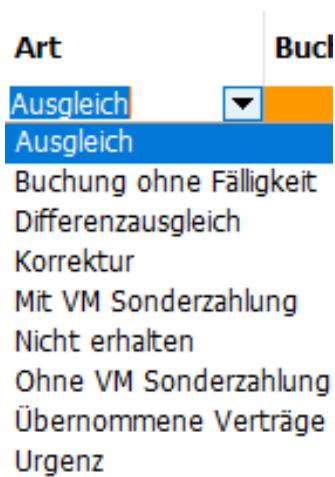 Art Buch
Ausgleich
Ausgleich
Buchung ohne Fälligkeit
Differenzausgleich
Korrektur
Mit VM Sonderzahlung
Nicht erhalten
Ohne VM Sonderzahlung
Übernommene Verträge
Urgenz